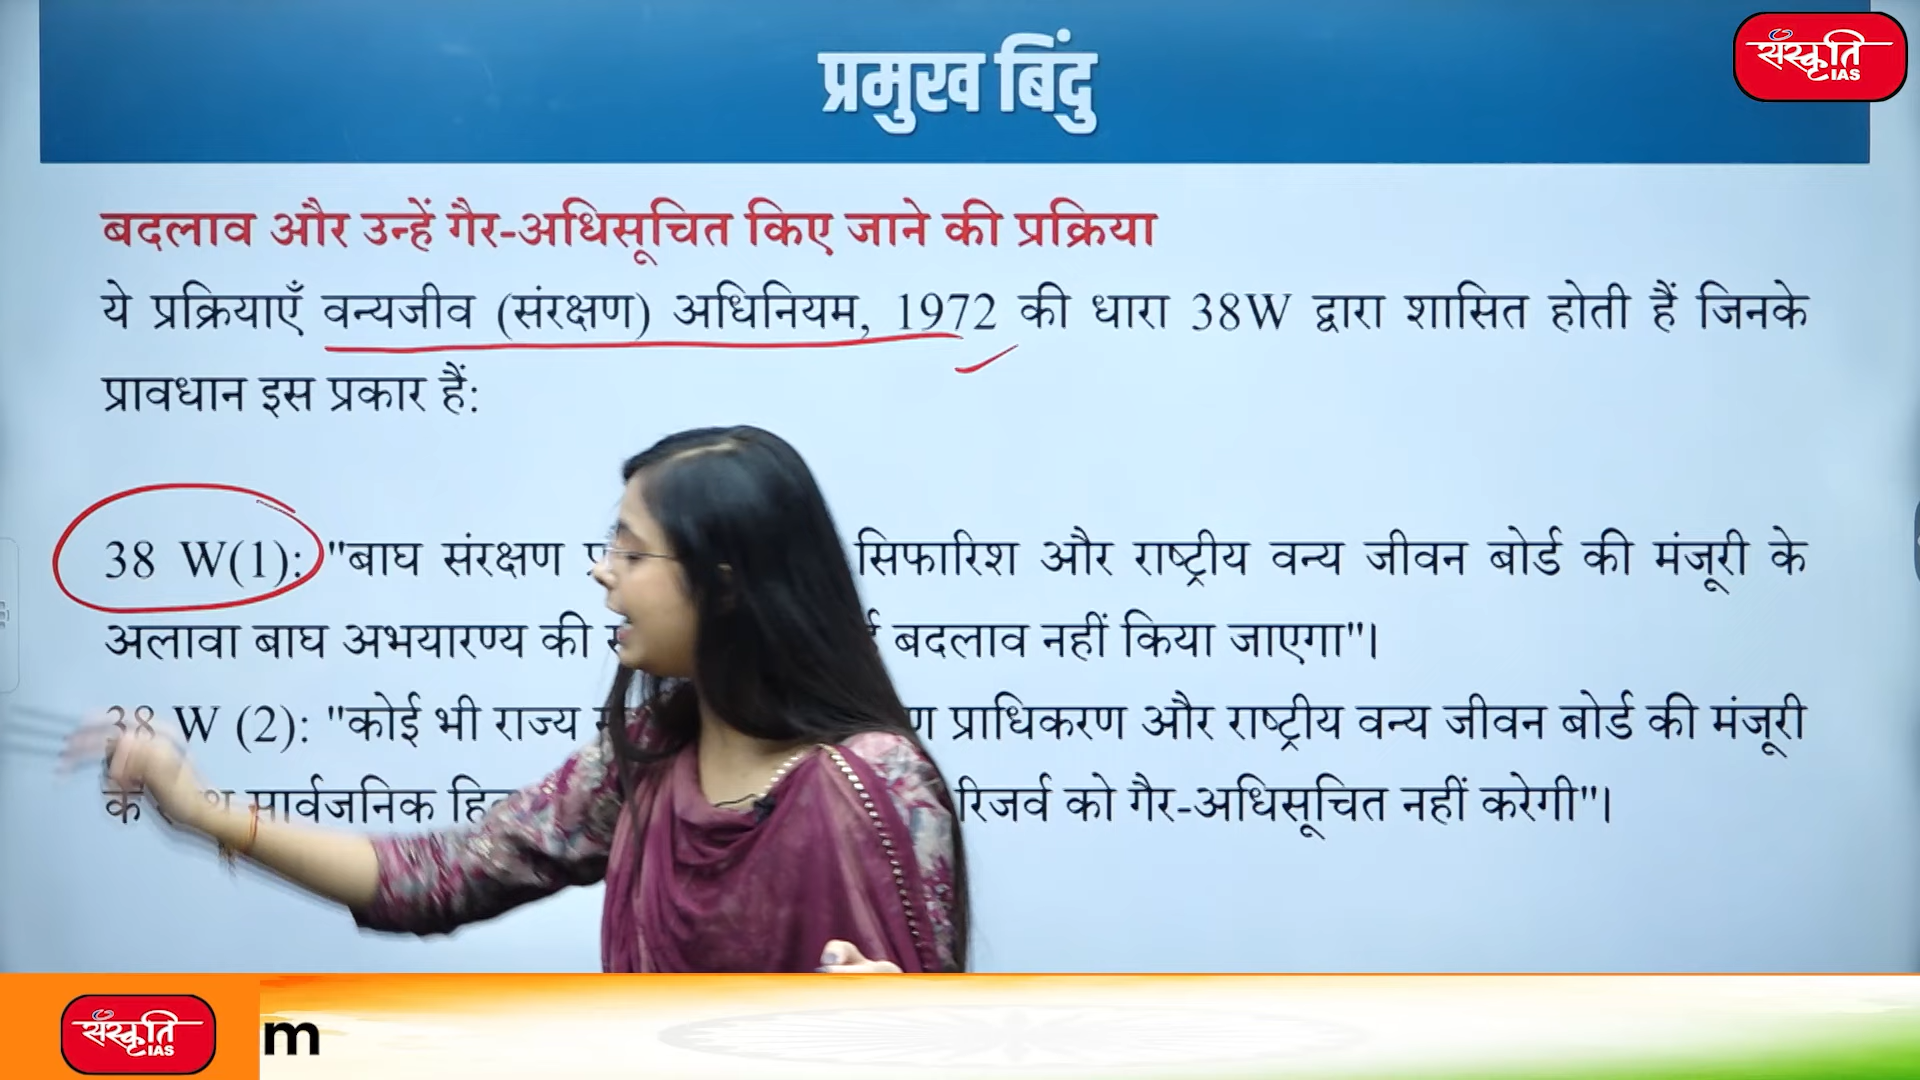 प्रमुख बिंदु
संस्कृति
IAS
बदलाव और उन्हें गैर-अधिसूचित किए जाने की प्रक्रिया
ये प्रक्रियाएँ वन्यजीव (संरक्षण) अधिनियम, 1972 की धारा 38W द्वारा शासित होती हैं जिनके
प्रावधान इस प्रकार हैं:
38 W(1): "बाघ संरक्षण सिफारिश और राष्ट्रीय वन्य जीवन बोर्ड की मंजूरी के
अलावा बाघ अभयारण्य की बदलाव नहीं किया जाएगा"।
38 W (2): "कोई भी राज्य प्राधिकरण और राष्ट्रीय वन्य जीवन बोर्ड की मंजूरी
सार्वजनिक रिजर्व को गैर-अधिसूचित नहीं करेगी"।
संस्कृति
IAS
m